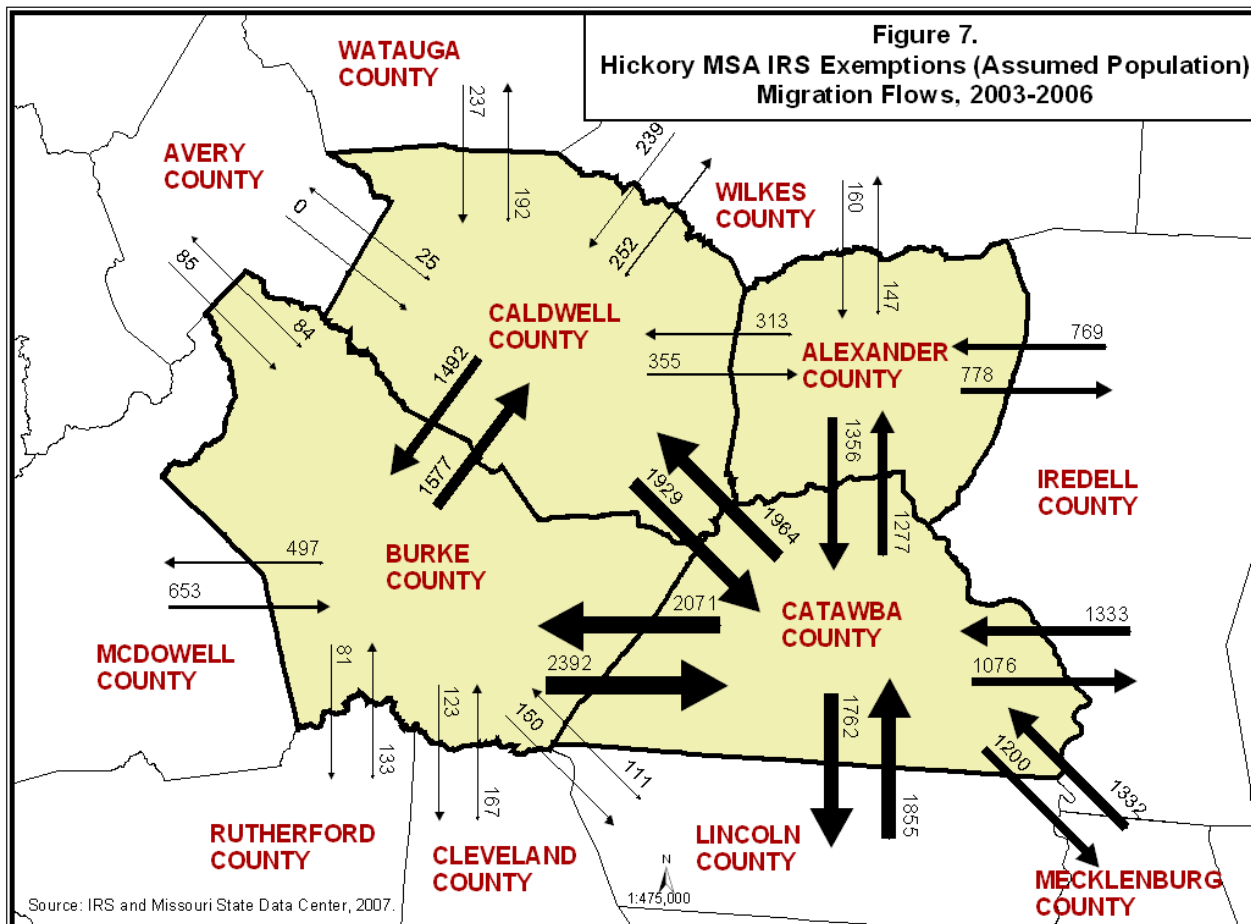 Figure 7.
Hickory MSA IRS Exemptions (Assumed Population)
Migration Flows, 2003-2006
WATAUGA
COUNTY
237
192
239
252
AVERY
COUNTY
0
25
85
84
WILKES
COUNTY
160
147
CALDWELL
COUNTY
313
355
ALEXANDER
COUNTY
769
778
1492
1577
1356
1277
1929
1964
IREDELL
COUNTY
BURKE
COUNTY
497
653
2071
2392
CATAWBA
COUNTY
1333
1076
MCDOWELL
COUNTY
81
133
123
167
150
111
1762
1855
1200
1332
RUTHERFORD
COUNTY
CLEVELAND
COUNTY
LINCOLN
COUNTY
MECKLENBURG
COUNTY
N
1:475,000
Source: IRS and Missouri State Data Center, 2007.